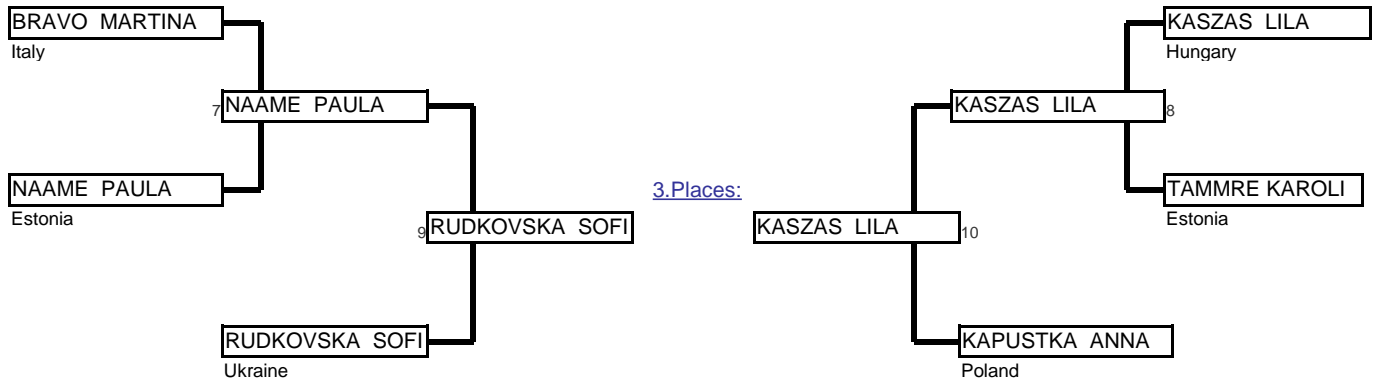 BRAVO MARTINA
Italy
7 NAAME PAULA
NAAME PAULA
Estonia
9 RUDKOVSKA SOFI
RUDKOVSKA SOFI
Ukraine
3.Places:
KASZAS LILA
Hungary
KASZAS LILA 8
TAMMRE KAROLI
Estonia
KASZAS LILA 10
KAPUSTKA ANNA
Poland